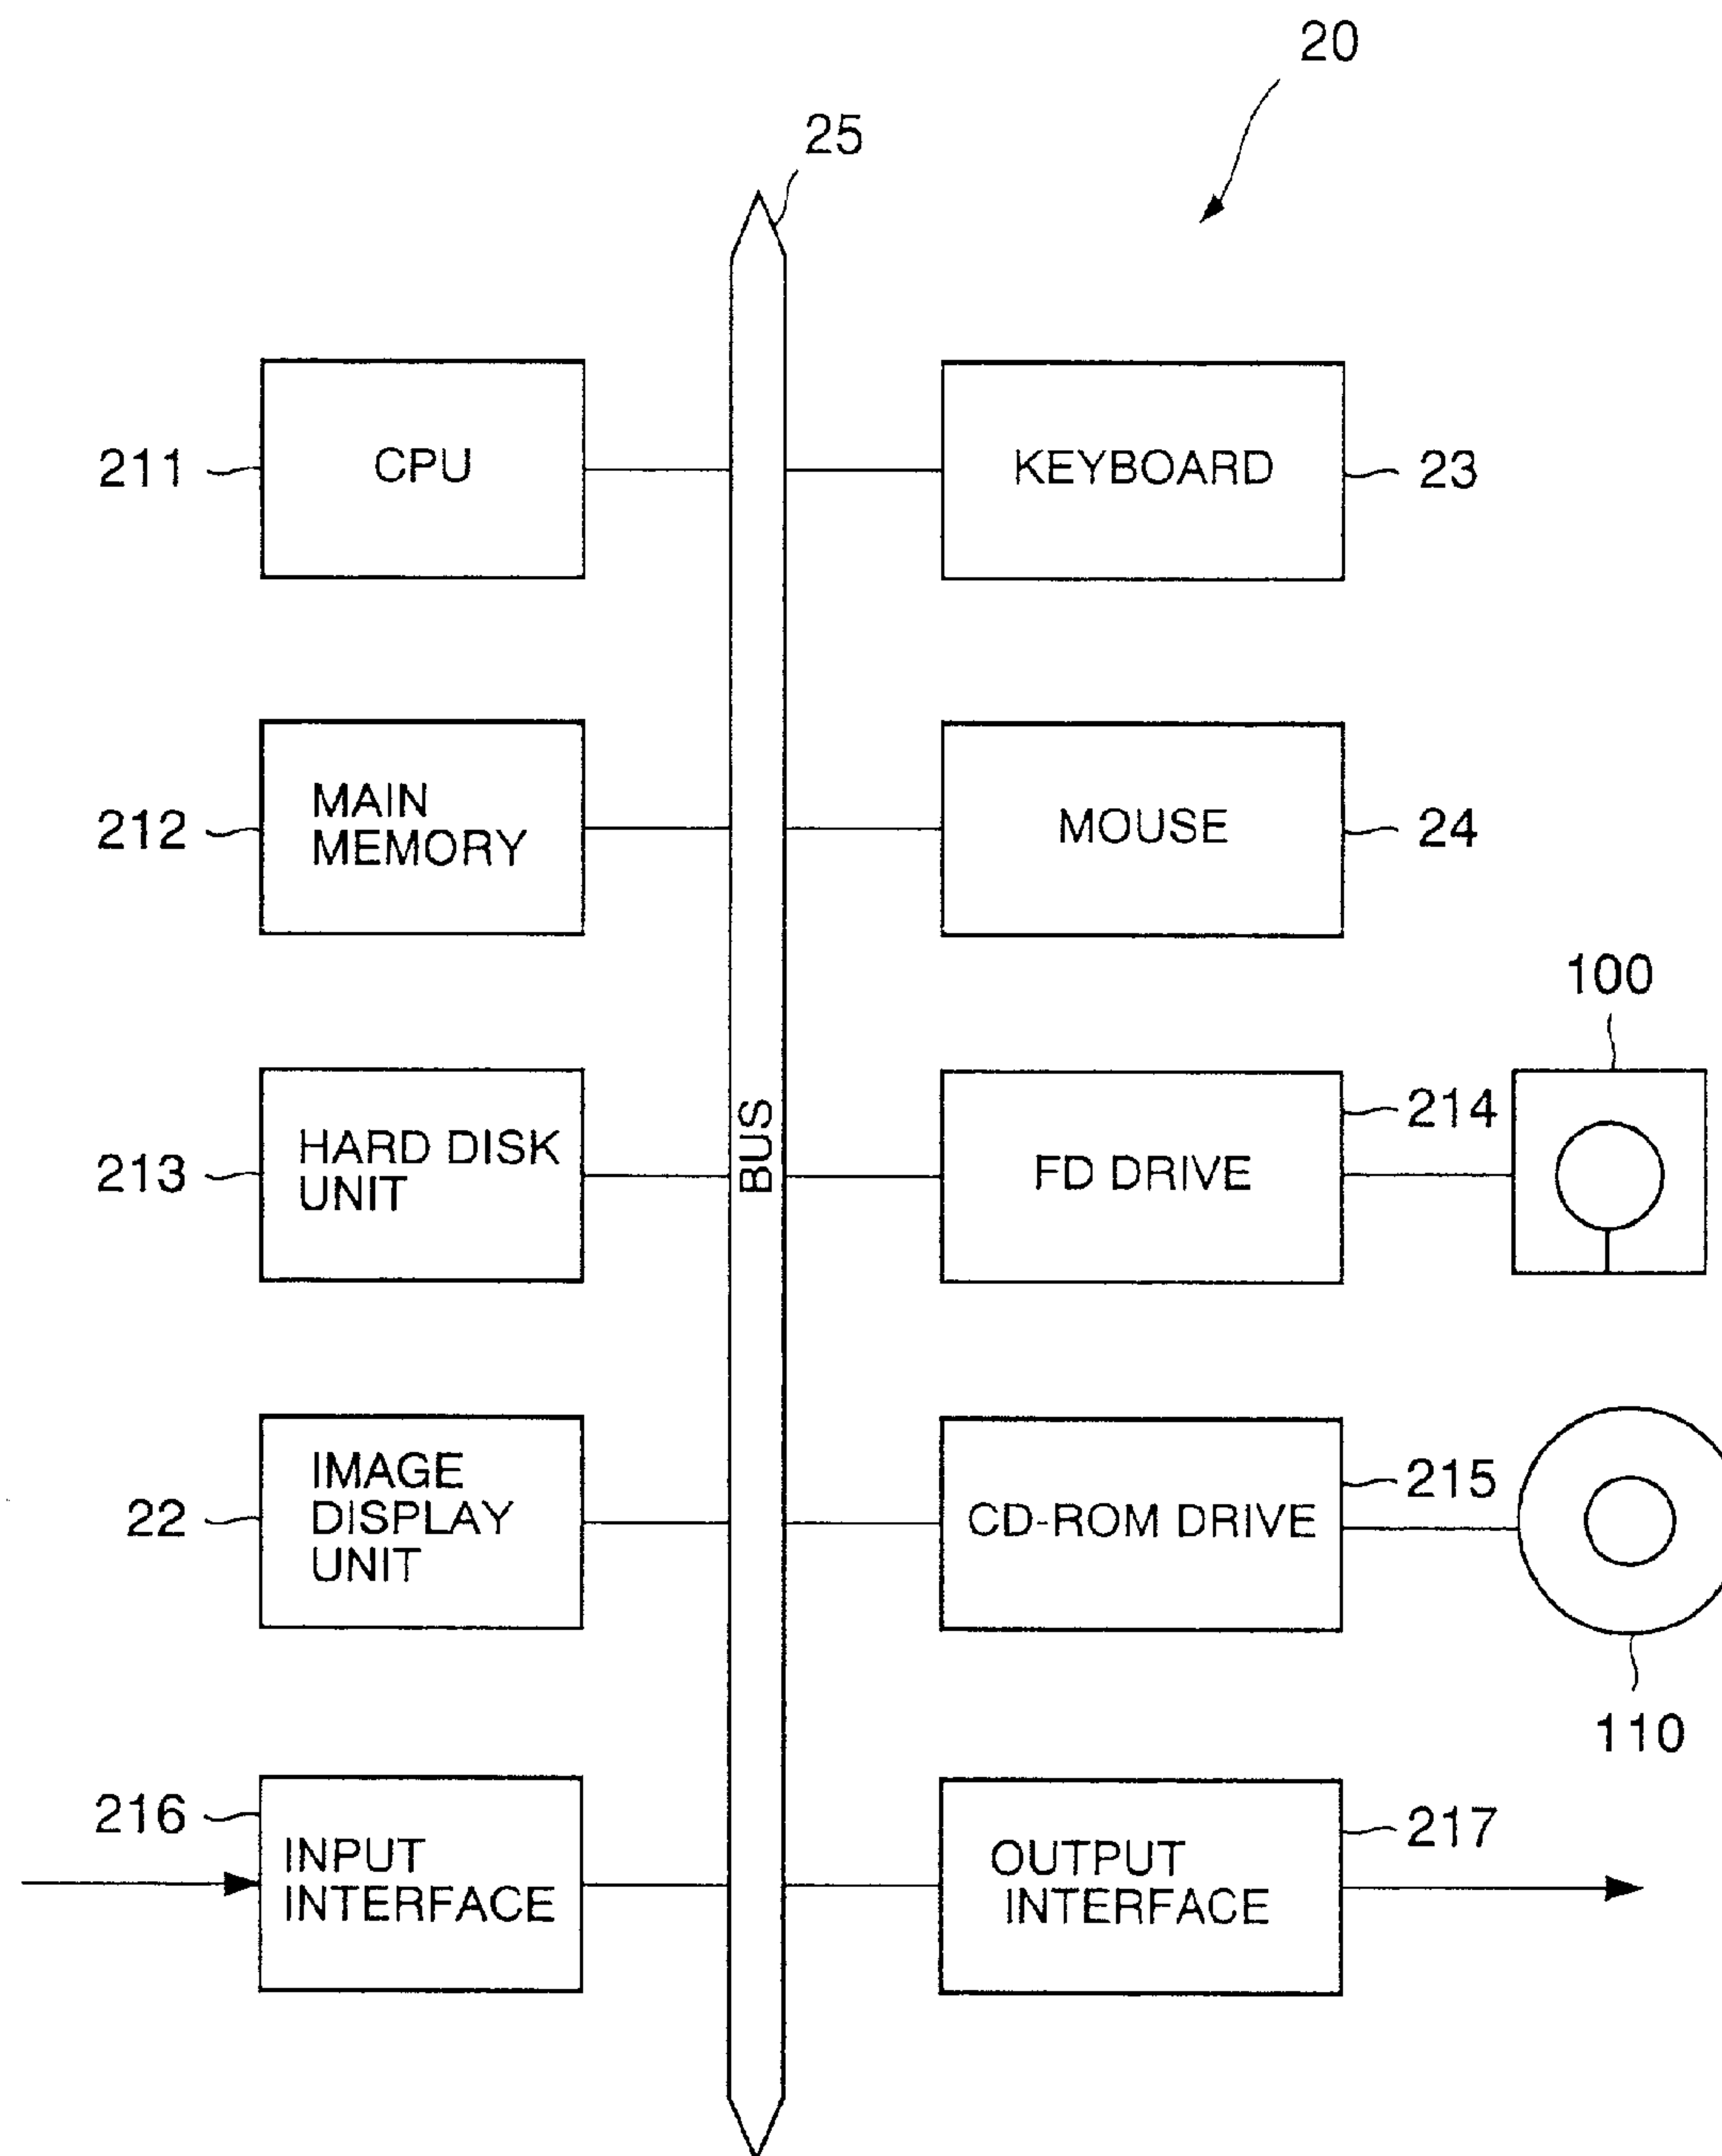 20
25
211
CPU
KEYBOARD
23
212
MAIN
MEMORY
MOUSE
24
100
213
HARD DISK
UNIT
BUS
FD DRIVE
214
22
IMAGE
DISPLAY
UNIT
CD-ROM DRIVE
215
110
216
INPUT
INTERFACE
OUTPUT
INTERFACE
217